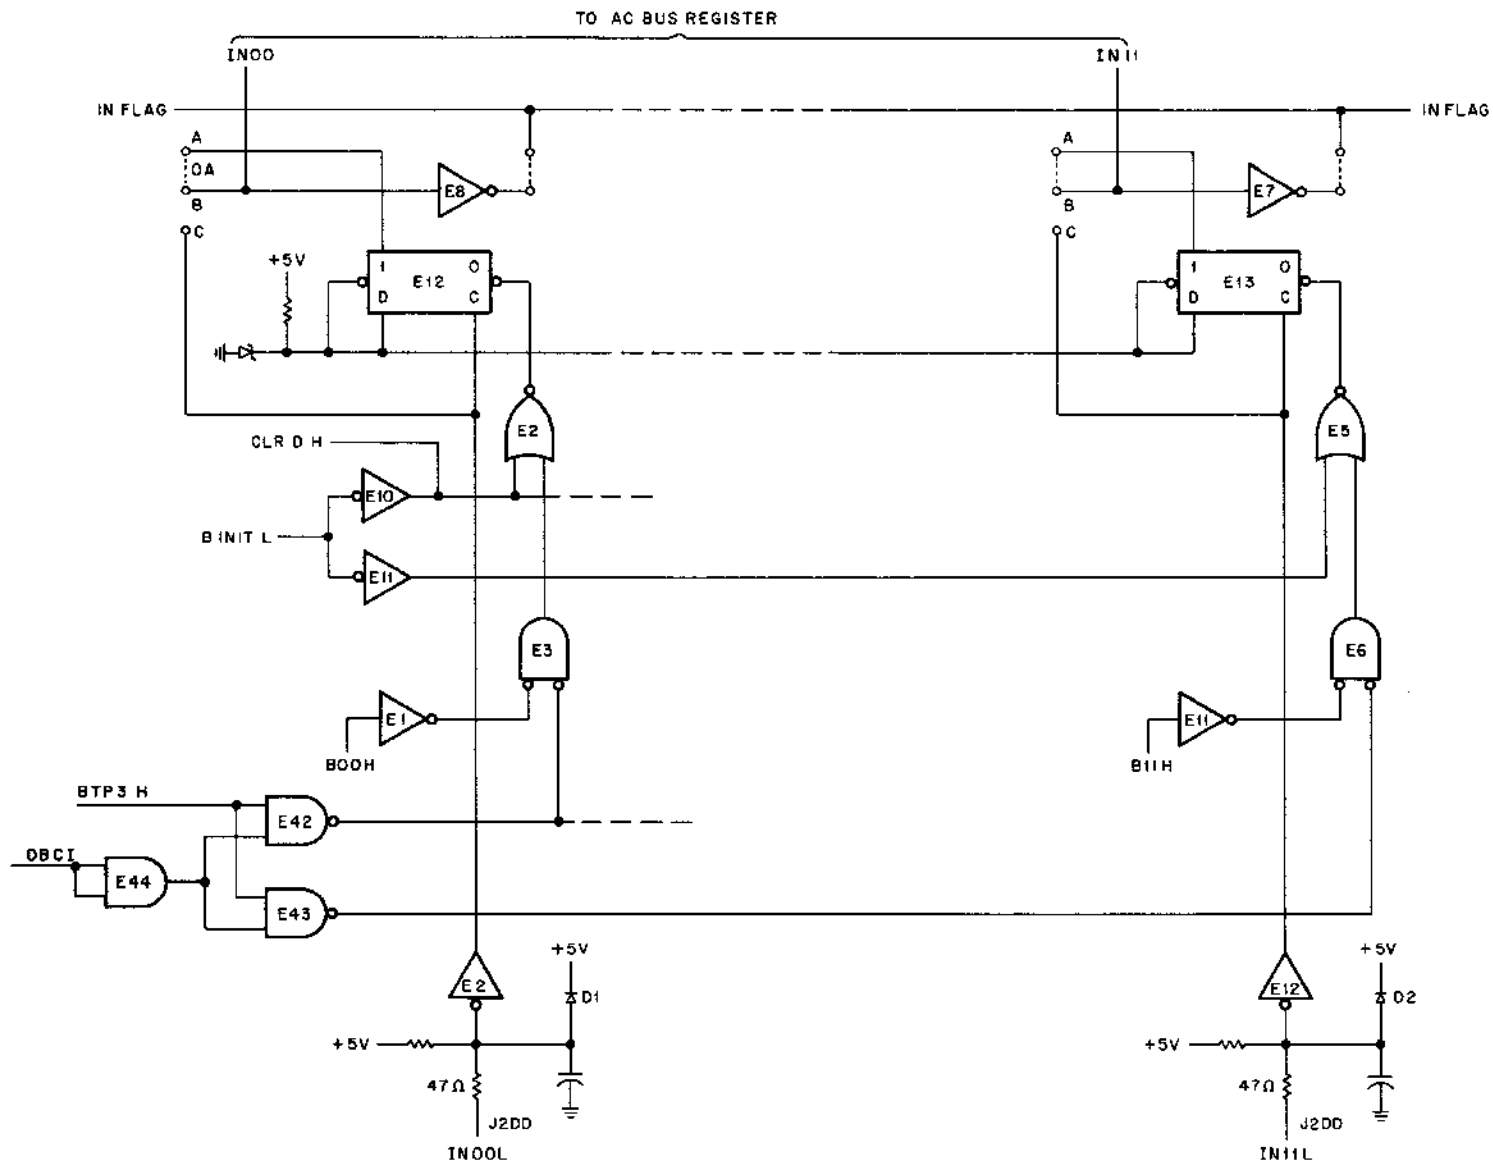 TO AC BUS REGISTER
IN00
IN11
IN FLAG
IN FLAG
A
0A
B
C
E8
A
B
C
E7
+5V
1
0
E12
D
C
1
0
E13
D
C
E2
E5
CLR D H
E10
B INIT L
E11
E3
E6
E1
B00H
E11
B11H
BTP3 H
E42
DBCI
E44
E43
+5V
+5V
E2
D1
E12
D2
+5V
+5V
47Ω
47Ω
J2DD
J2DD
IN00L
IN11L